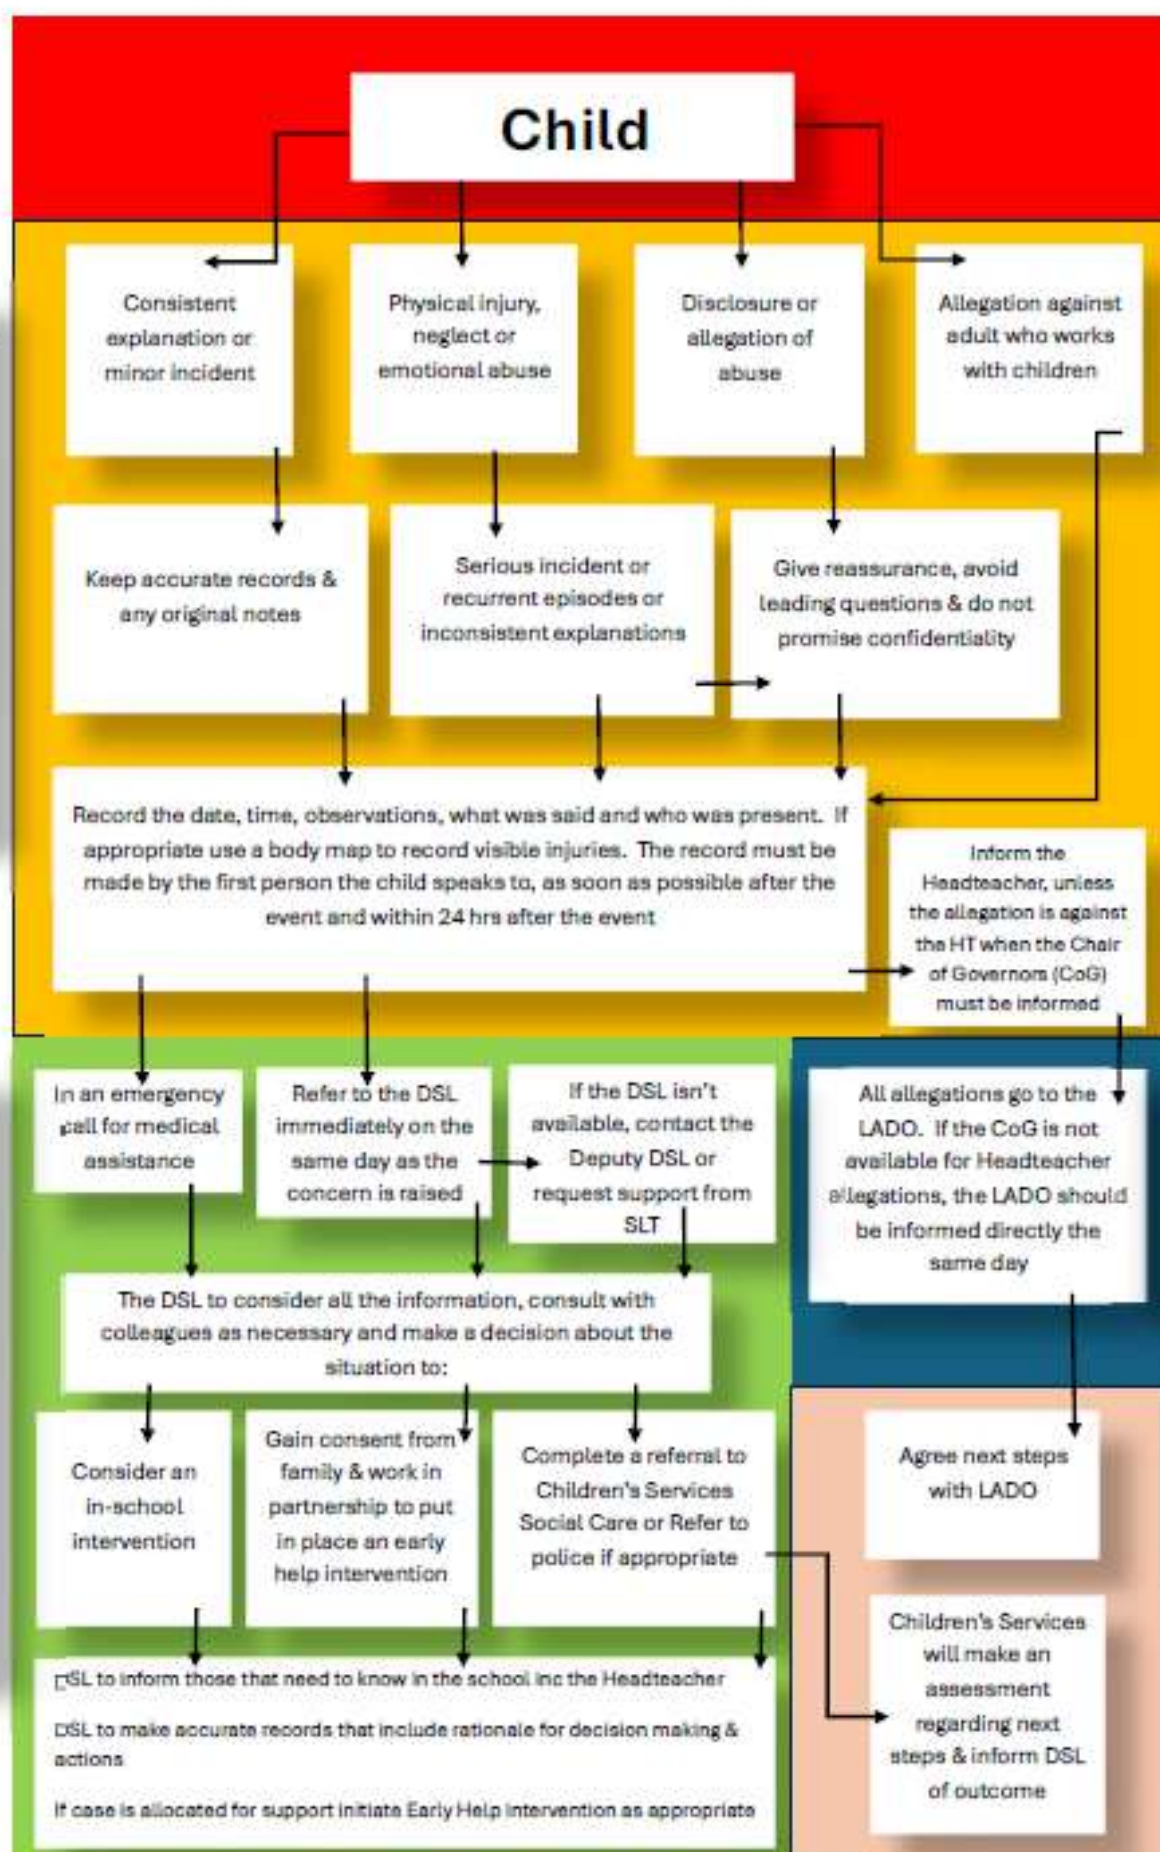 Child
Consistent
explanation or
minor incident
Physical injury,
neglect or
emotional abuse
Disclosure or
allegation of
abuse
Allegation against
adult who works
with children
Keep accurate records &
any original notes
Serious incident or
recurrent episodes or
inconsistent explanations
Give reassurance, avoid
leading questions & do not
promise confidentiality
Record the date, time, observations, what was said and who was present. If
appropriate use a body map to record visible injuries. The record must be
made by the first person the child speaks to, as soon as possible after the
event and within 24 hrs after the event
Inform the
Headteacher, unless
the allegation is against
the HT when the Chair
of Governors (CoG)
must be informed
In an emergency
call for medical
assistance
Refer to the DSL
immediately on the
same day as the
concern is raised
If the DSL isn't
available, contact the
Deputy DSL or
request support from
SLT
All allegations go to the
LADO. If the CoG is not
available for Headteacher
allegations, the LADO should
be informed directly the
same day
The DSL to consider all the information, consult with
colleagues as necessary and make a decision about the
situation to:
Consider an
in-school
intervention
Gain consent from
family & work in
partnership to put
in place an early
help intervention
Complete a referral to
Children's Services
Social Care or Refer to
police if appropriate
Agree next steps
with LADO
DSL to inform those that need to know in the school inc the Headteacher
DSL to make accurate records that include rationale for decision making &
actions
If case is allocated for support initiate Early Help Intervention as appropriate
Children's Services
will make an
assessment
regarding next
steps & inform DSL
of outcome